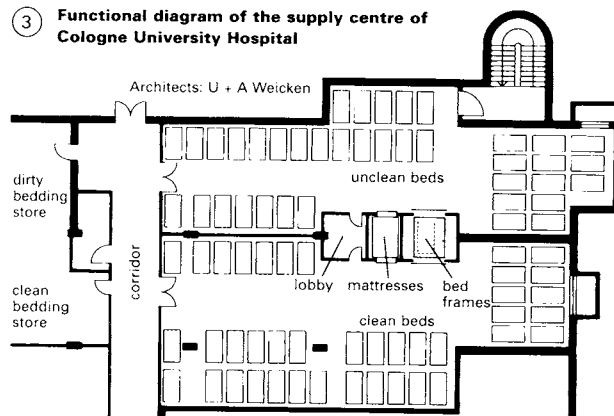 3 Functional diagram of the supply centre of
Cologne University Hospital
Architects: U + A Weicken
unclean beds
dirty
bedding
store
corridor
lobby
mattresses
bed
frames
clean
bedding
store
clean beds